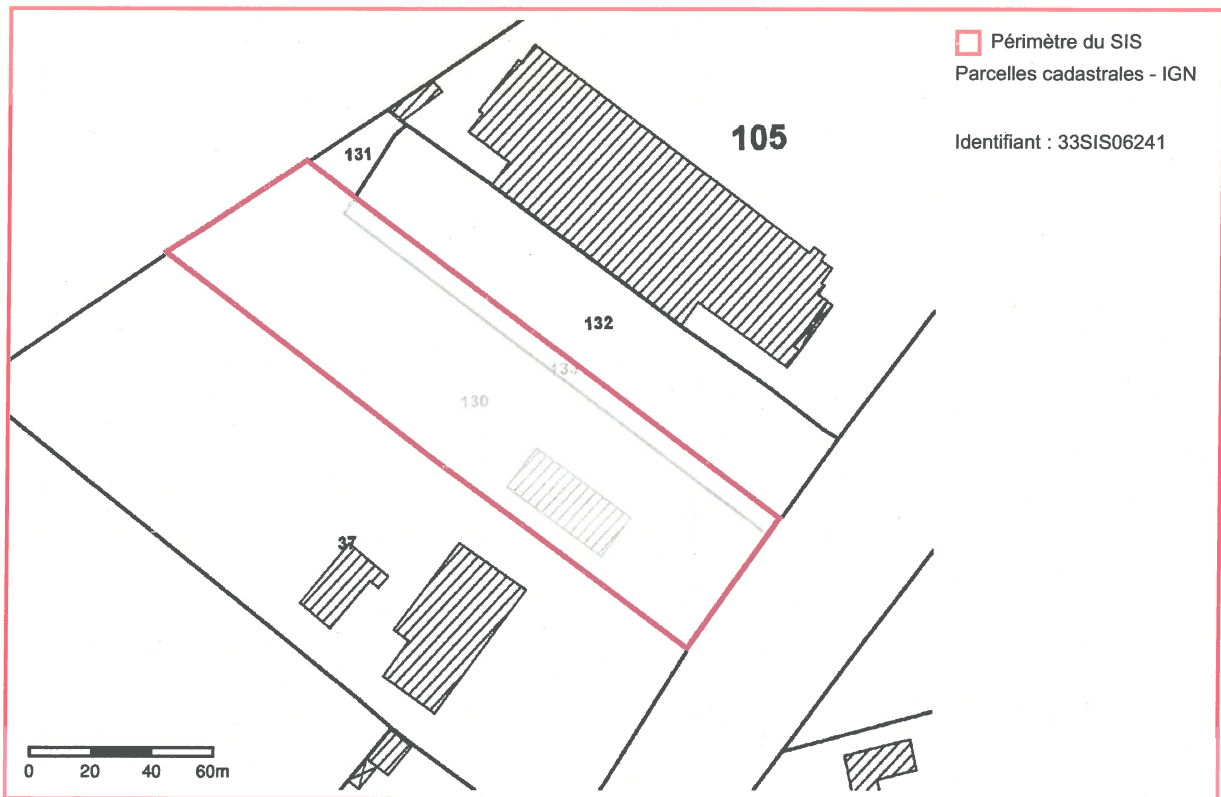 Périmètre du SIS
Parcelles cadastrales - IGN
Identifiant : 33SIS06241
105
131
132
130
37
0 20 40 60m